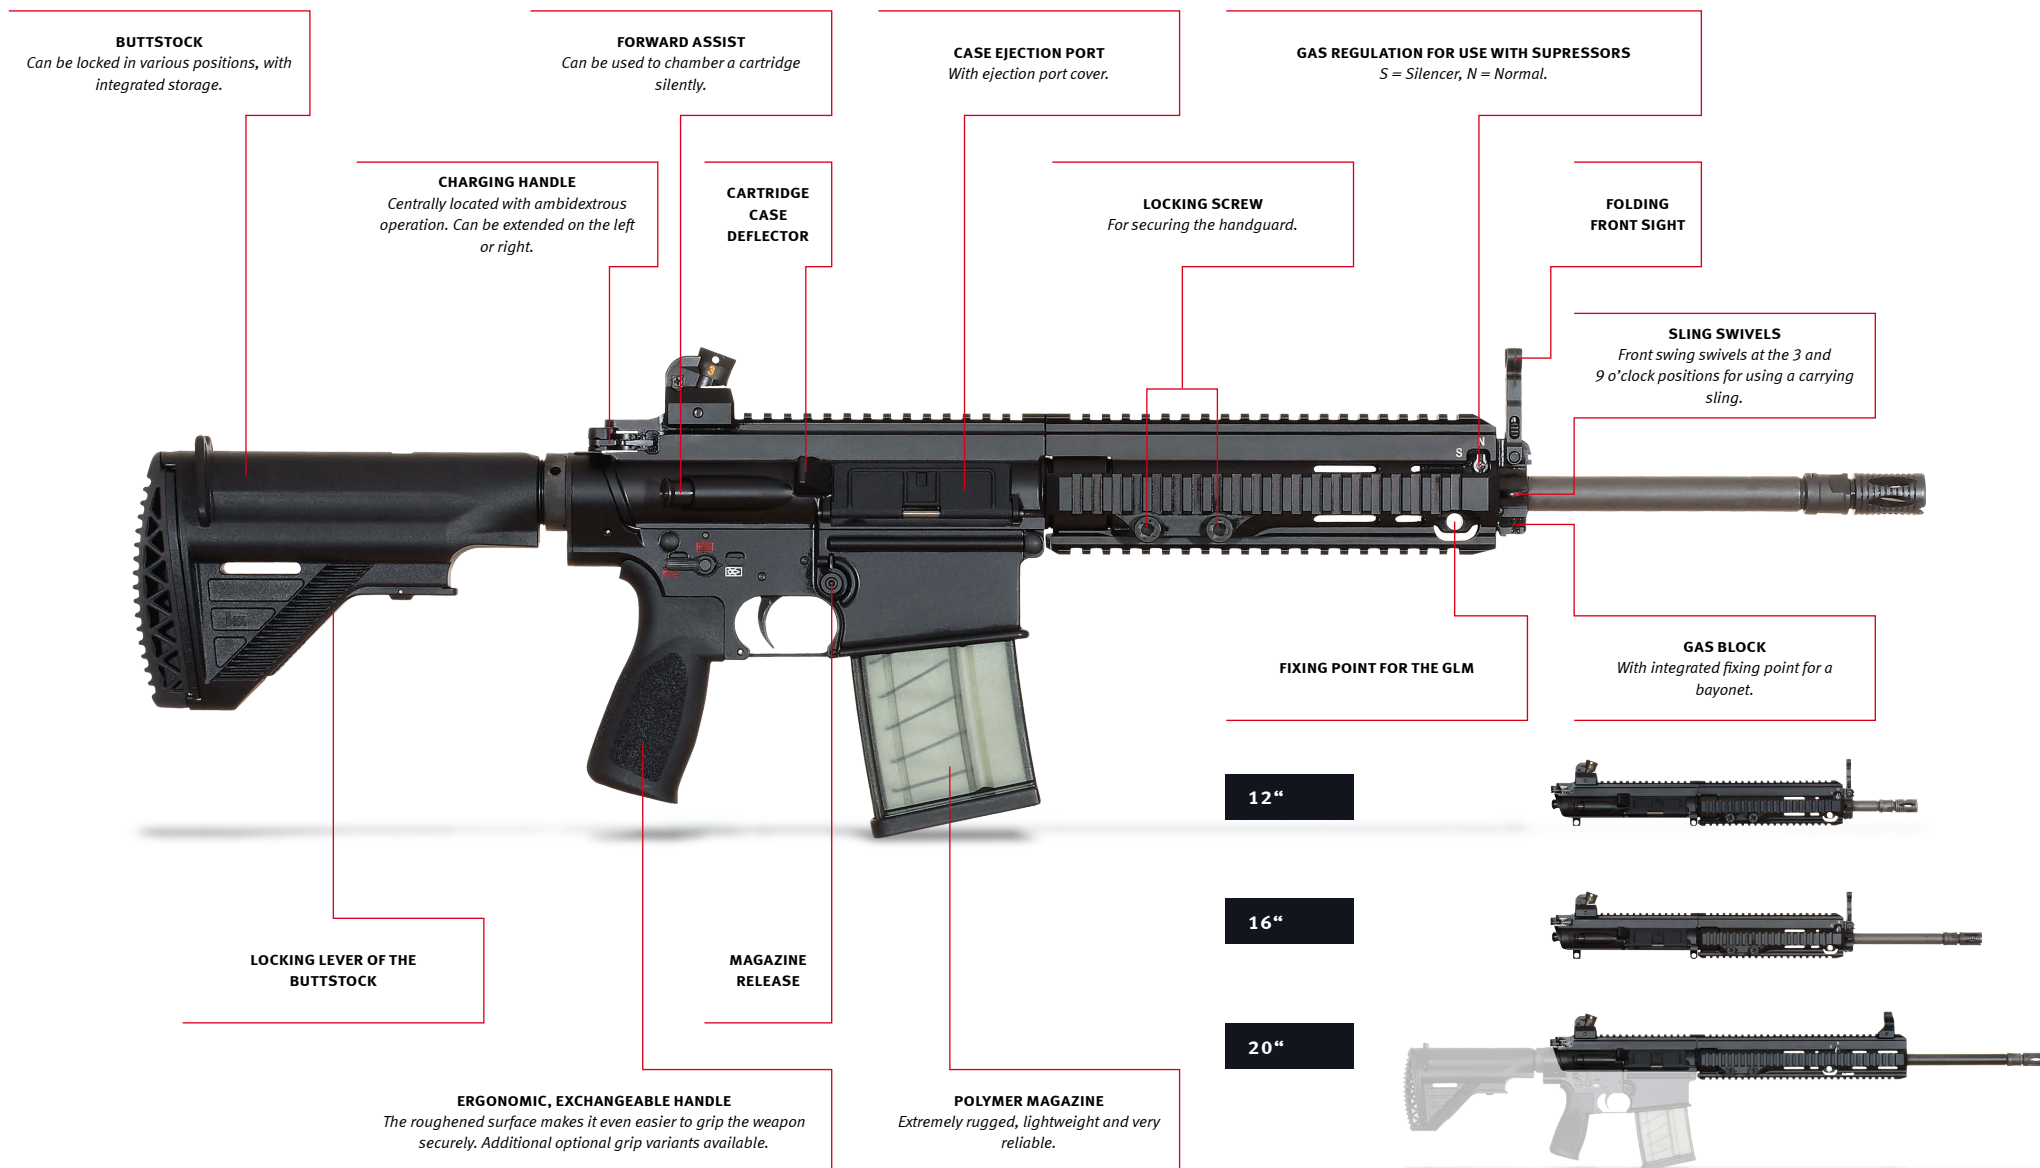 BUTTSTOCK
Can be locked in various positions, with
integrated storage.
FORWARD ASSIST
Can be used to chamber a cartridge
silently.
CASE EJECTION PORT
With ejection port cover.
GAS REGULATION FOR USE WITH SUPRESSORS
S = Silencer, N = Normal.
CHARGING HANDLE
Centrally located with ambidextrous
operation. Can be extended on the left
or right.
CARTRIDGE
CASE
DEFLECTOR
LOCKING SCREW
For securing the handguard.
FOLDING
FRONT SIGHT
SLING SWIVELS
Front swing swivels at the 3 and
9 o’clock positions for using a carrying
sling.
3
N
S
FIXING POINT FOR THE GLM
GAS BLOCK
With integrated fixing point for a
bayonet.
12“
16“
20“
LOCKING LEVER OF THE
BUTTSTOCK
MAGAZINE
RELEASE
ERGONOMIC, EXCHANGEABLE HANDLE
The roughened surface makes it even easier to grip the weapon
securely. Additional optional grip variants available.
POLYMER MAGAZINE
Extremely rugged, lightweight and very
reliable.